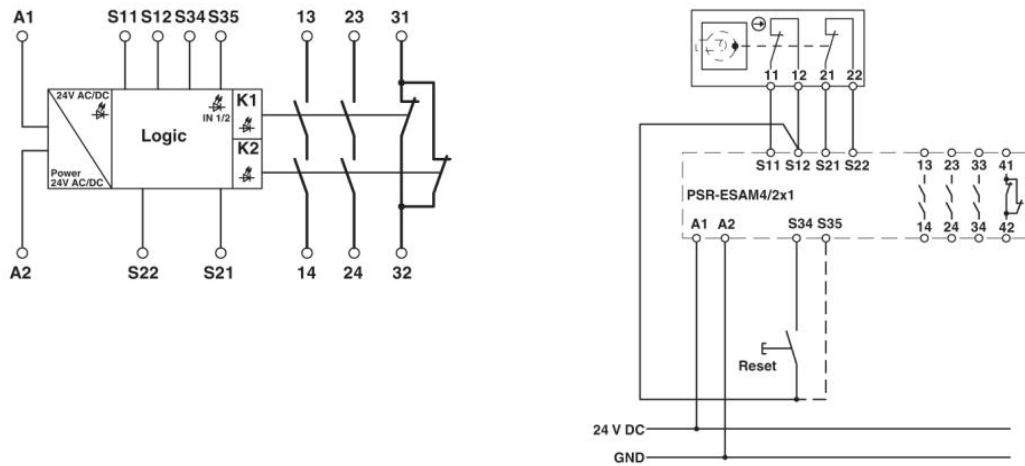 A1 S11 S12 S34 S35 13 23 31
24V AC/DC
IN 1/2
K1
Logic
K2
Power
24V AC/DC
A2 S22 S21 14 24 32
11 12 21 22
S11 S12 S21 S22 13 23 33 41
PSR-ESAM4/2x1
A1 A2 S34 S35 14 24 34 42
Reset
24 V DC
GND